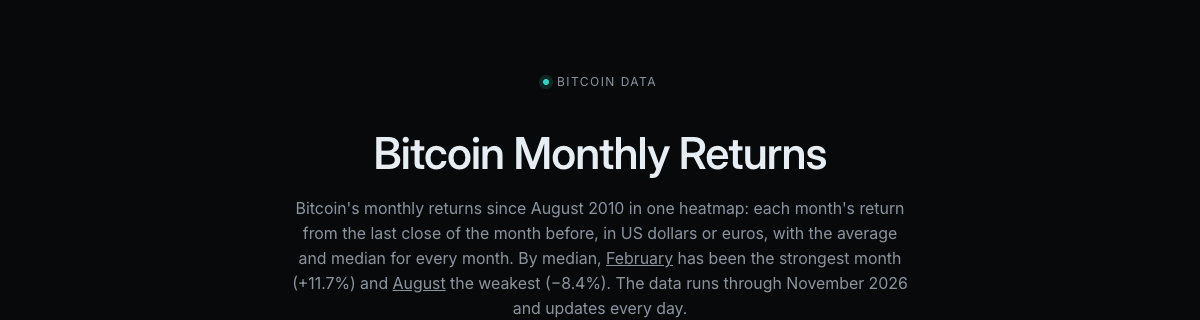 BITCOIN DATA
Bitcoin Monthly Returns
Bitcoin's monthly returns since August 2010 in one heatmap: each month's return
from the last close of the month before, in US dollars or euros, with the average
and median for every month. By median, February has been the strongest month
(+11.7%) and August the weakest (−8.4%). The data runs through November 2026
and updates every day.